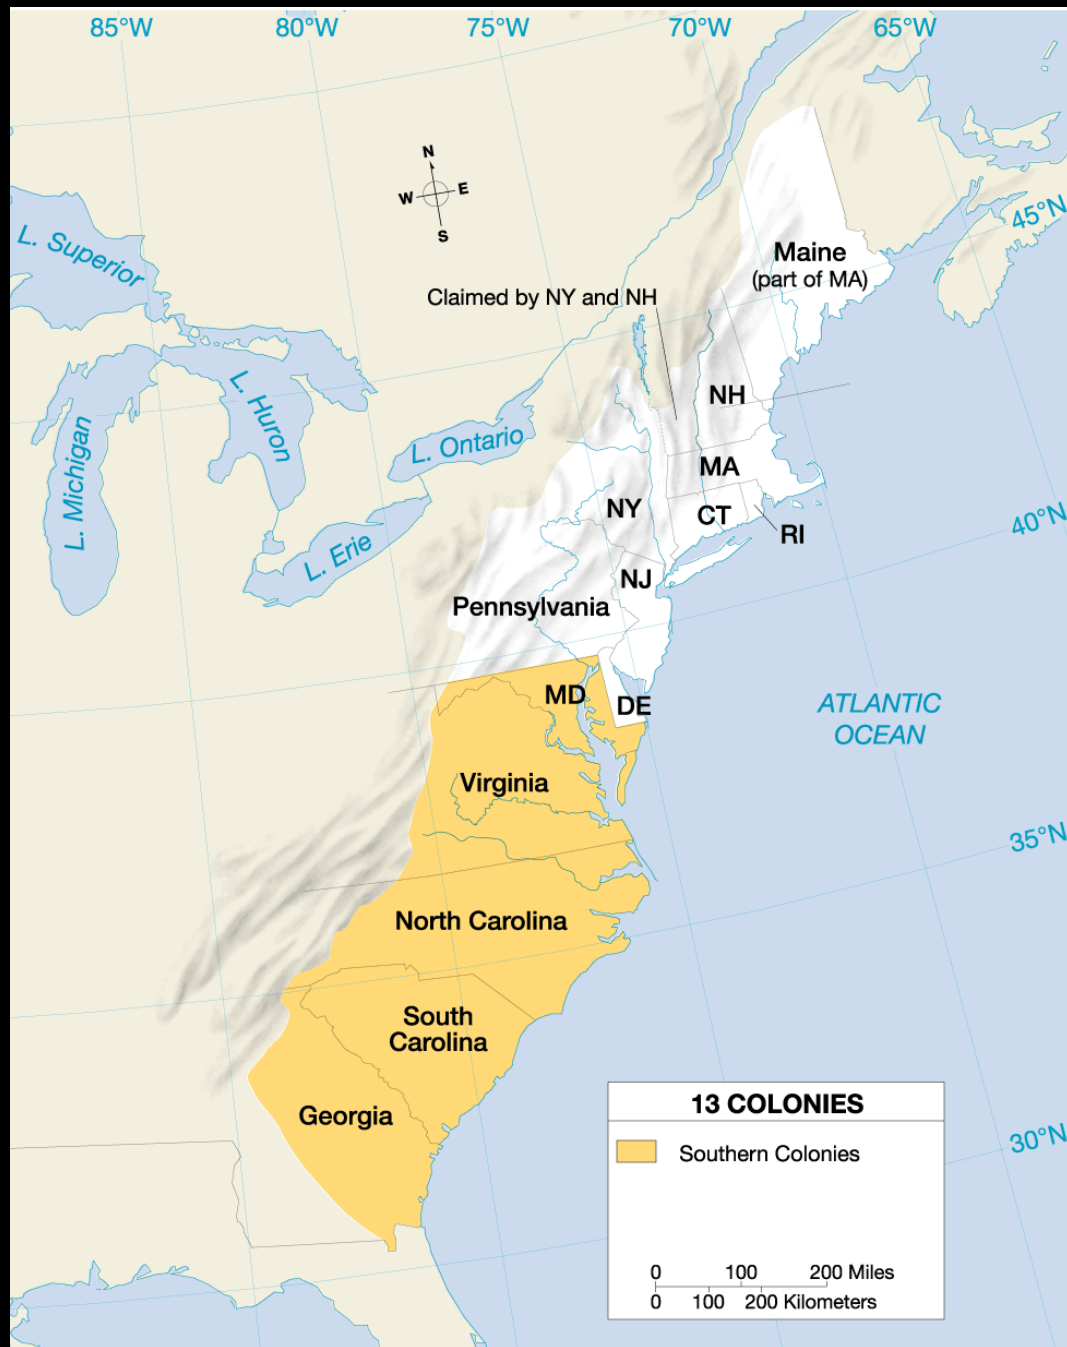 85°W
80°W
75°W
70°W
65°W
N
W
E
S
45°N
L. Superior
Maine
(part of MA)
Claimed by NY and NH
L. Huron
NH
L. Michigan
L. Ontario
MA
NY
CT
40°N
RI
L. Erie
NJ
Pennsylvania
MD
DE
ATLANTIC
OCEAN
Virginia
35°N
North Carolina
South
Carolina
Georgia
13 COLONIES
30°N
Southern Colonies
0 100 200 Miles
0 100 200 Kilometers